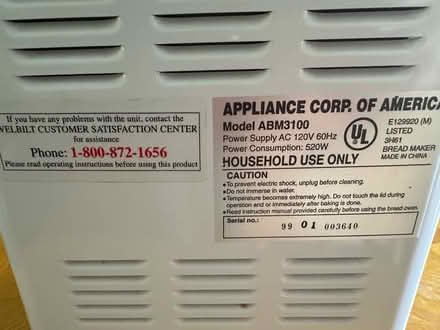 If you have any problems with the unit, contact the
WELBILT CUSTOMER SATISFACTION CENTER
for assistance
Phone: 1-800-872-1656
Please read operating instructions before using this product
APPLIANCE CORP. OF AMERICA
Model ABM3100
Power Supply AC 120V 60Hz
Power Consumption: 520W
HOUSEHOLD USE ONLY
UL
E129920 (M)
LISTED
3H61
BREAD MAKER
MADE IN CHINA
CAUTION
●To prevent electric shock, unplug before cleaning.
●Do not immerse in water.
●Temperature becomes extremely high. Do not touch the lid during
operation and or immediately after baking is done.
●Read instruction manual provided carefully before using the bread oven.
Serial no.:
99 01 003640